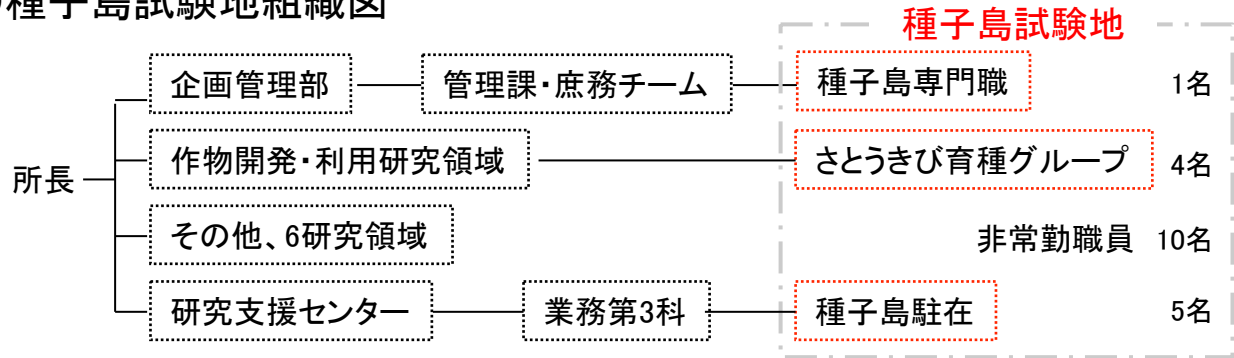 種子島試験地組織図
種子島試験地
企画管理部 管理課・庶務チーム 種子島専門職 1名
作物開発・利用研究領域 さとうきび育種グループ 4名
所長
その他、6研究領域
非常勤職員 10名
研究支援センター 業務第3科 種子島駐在 5名